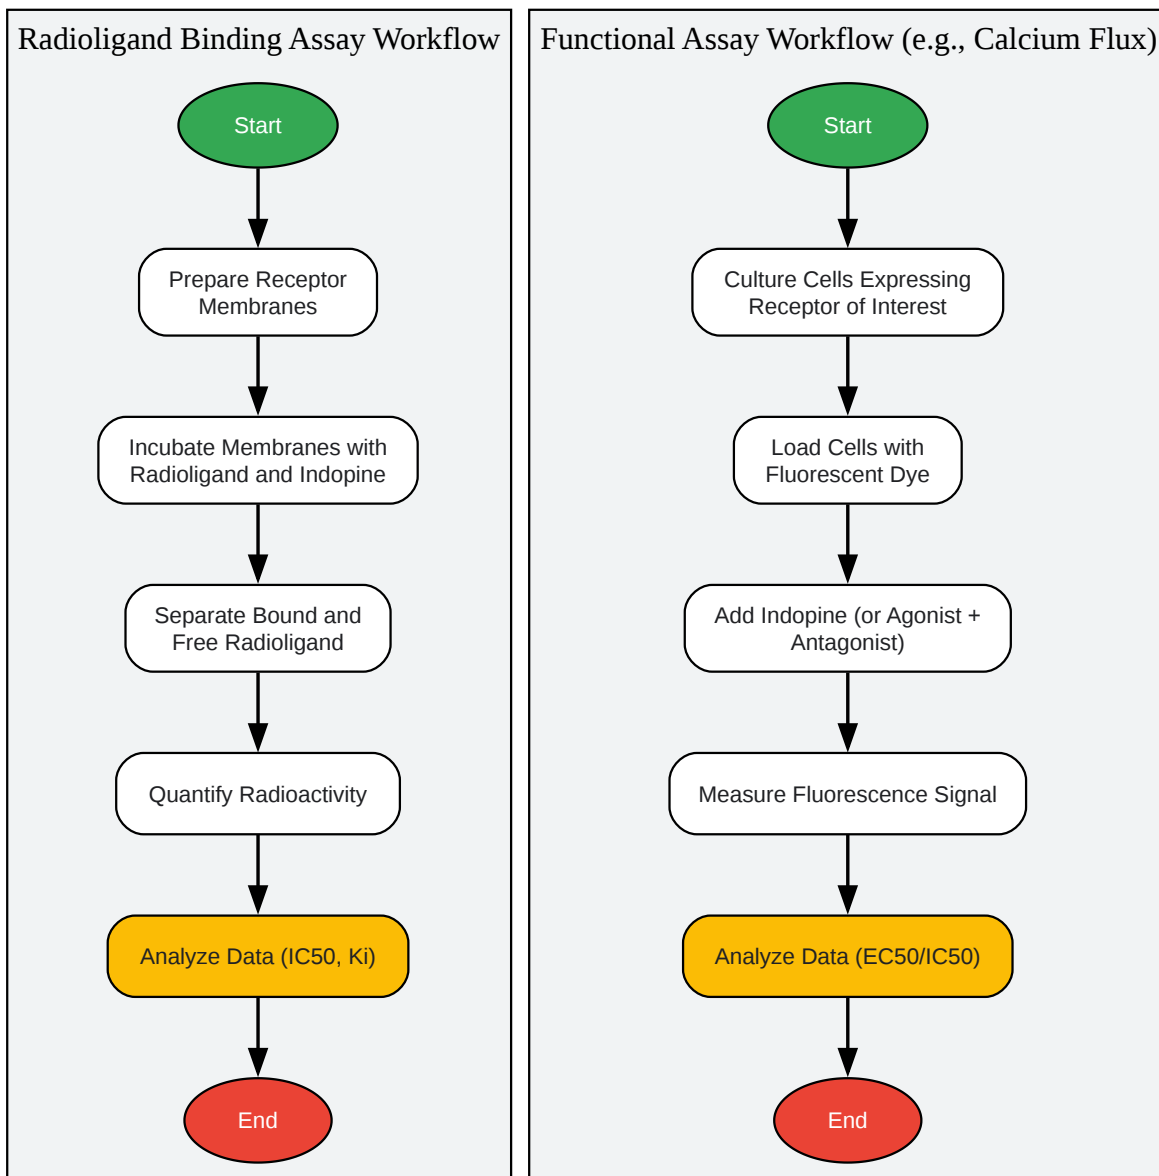 Radioligand Binding Assay Workflow
Start
Prepare Receptor
Membranes
Incubate Membranes with
Radioligand and Indopine
Separate Bound and
Free Radioligand
Quantify Radioactivity
Analyze Data (IC50, Ki)
End
Functional Assay Workflow (e.g., Calcium Flux)
Start
Culture Cells Expressing
Receptor of Interest
Load Cells with
Fluorescent Dye
Add Indopine (or Agonist +
Antagonist)
Measure Fluorescence Signal
Analyze Data (EC50/IC50)
End